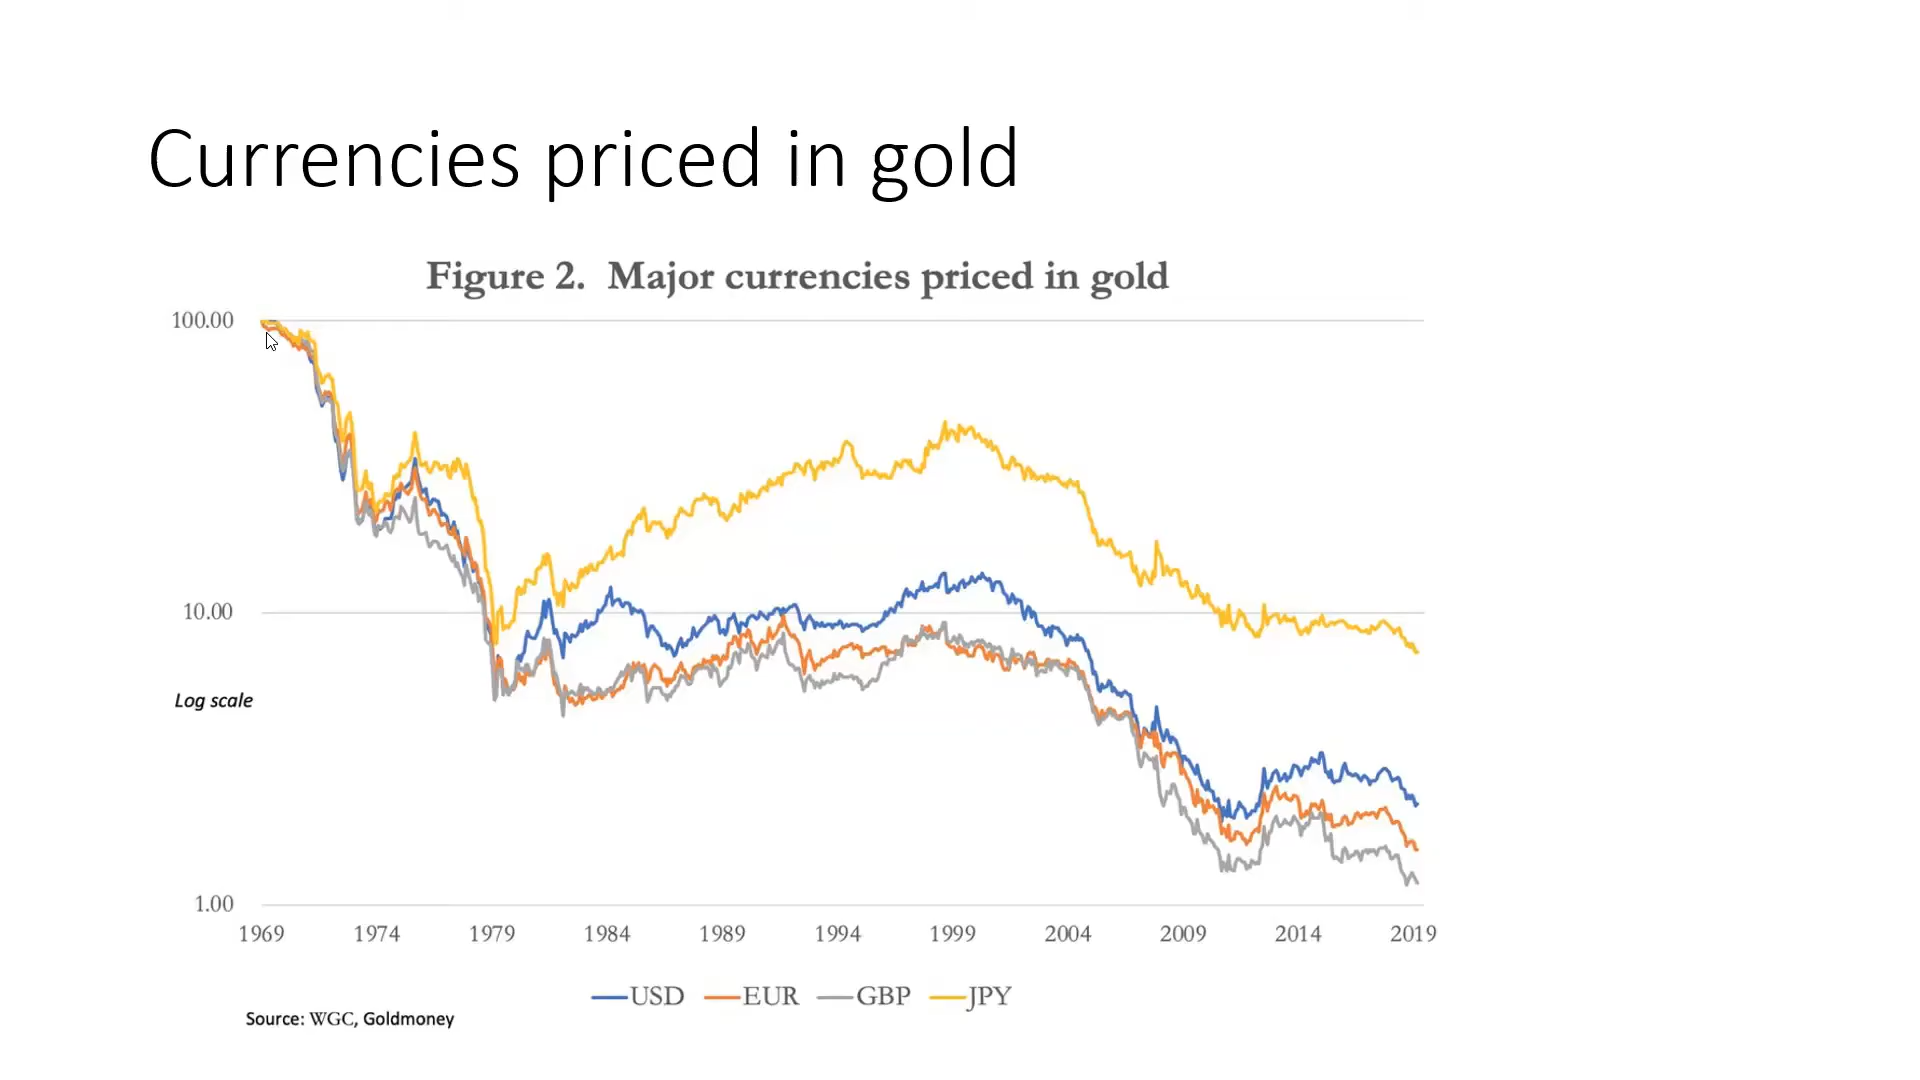 Currencies priced in gold
Figure 2. Major currencies priced in gold
100.00
10.00
Log scale
1.00
1969 1974 1979 1984 1989 1994 1999 2004 2009 2014 2019
USD EUR GBP JPY
Source: WGC, Goldmoney